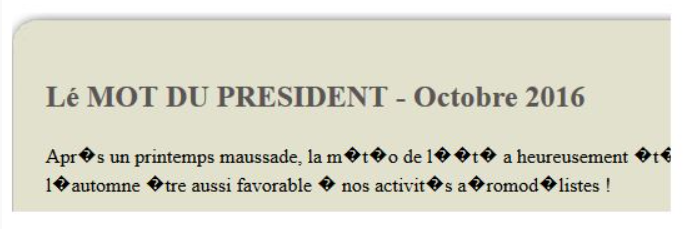 Lé MOT DU PRESIDENT - Octobre 2016
Apr�s un printemps maussade, la m�t�o de l��t� a heureusement �t�
l�automne �tre aussi favorable � nos activit�s a�romod�listes !